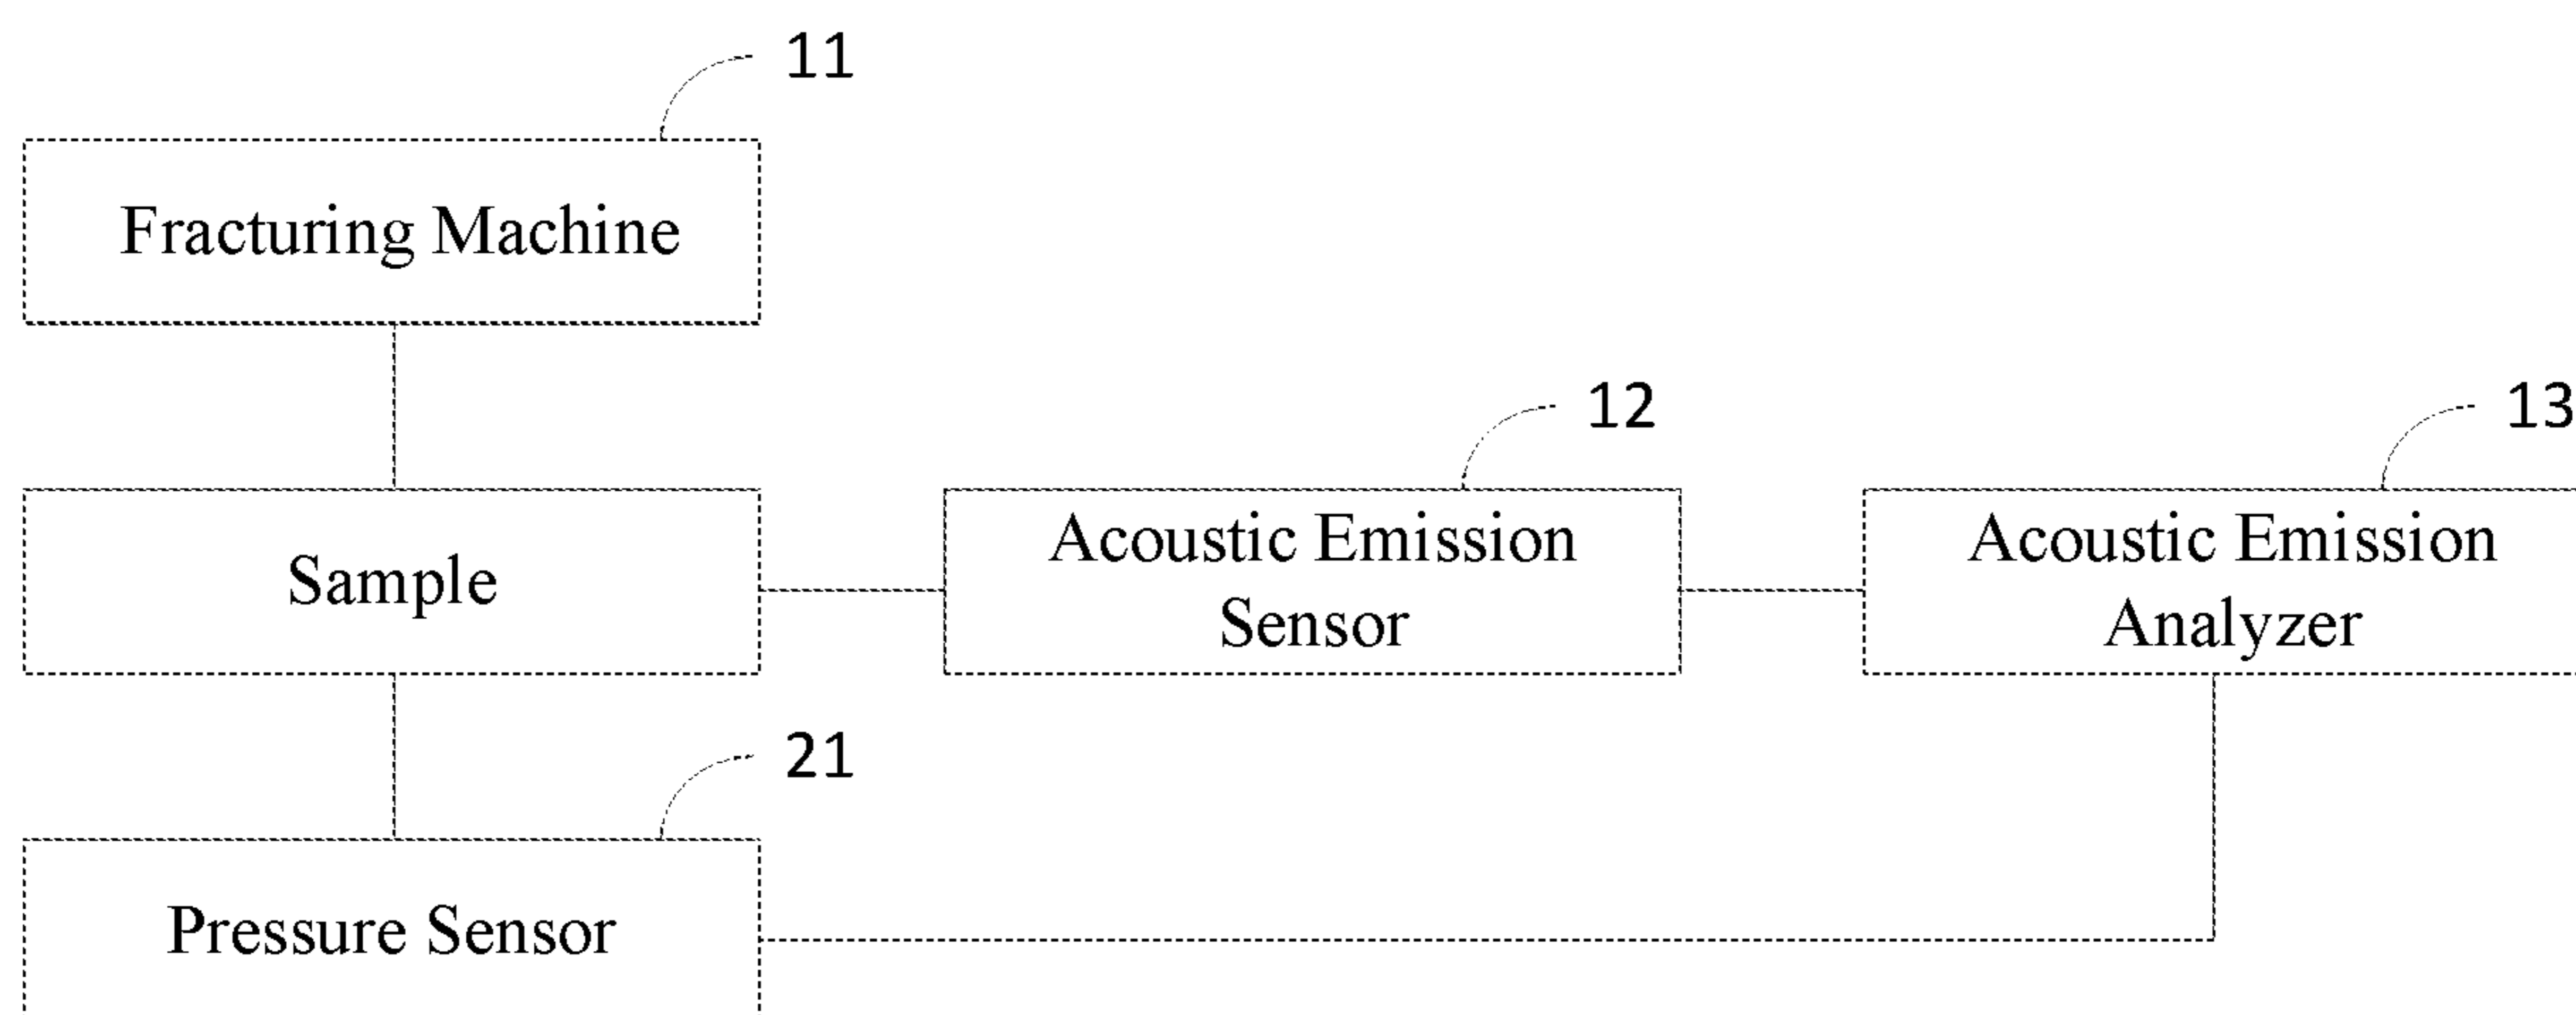 11
Fracturing Machine
12
13
Sample
Acoustic Emission
Sensor
Acoustic Emission
Analyzer
21
Pressure Sensor